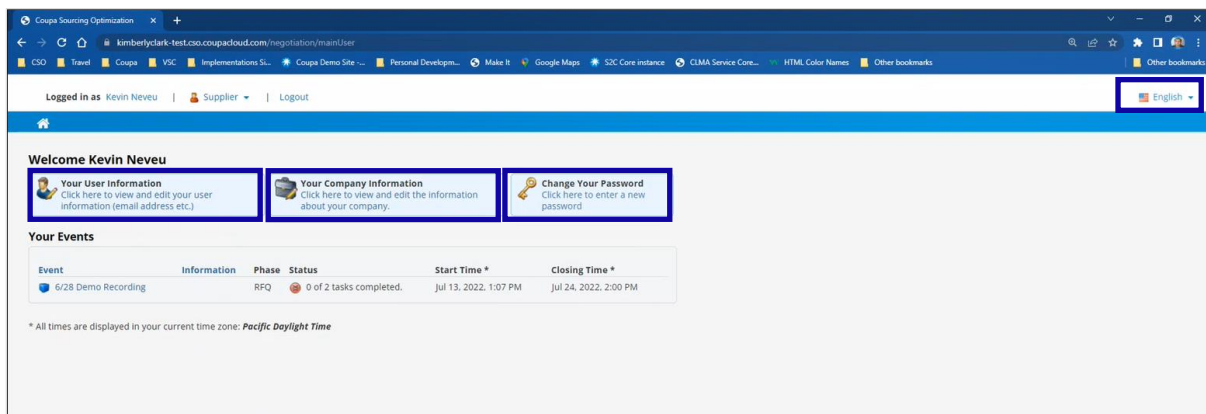 Coupa Sourcing Optimization
kimberlyclark-test.cso.coupacloud.com/negotiation/mainUser
CSO Travel Coupa VSC Implementations Si... Coupa Demo Site -... Personal Developm... Make It Google Maps S2C Core instance CLMA Service Core... HTML Color Names Other bookmarks Other bookmarks
Logged in as Kevin Neveu | Supplier | Logout English
Welcome Kevin Neveu
Your User Information
Click here to view and edit your user
information (email address etc.)
Your Company Information
Click here to view and edit the information
about your company.
Change Your Password
Click here to enter a new
password
Your Events
Event Information Phase Status Start Time * Closing Time *
6/28 Demo Recording RFQ 0 of 2 tasks completed. Jul 13, 2022, 1:07 PM Jul 24, 2022, 2:00 PM
* All times are displayed in your current time zone: Pacific Daylight Time